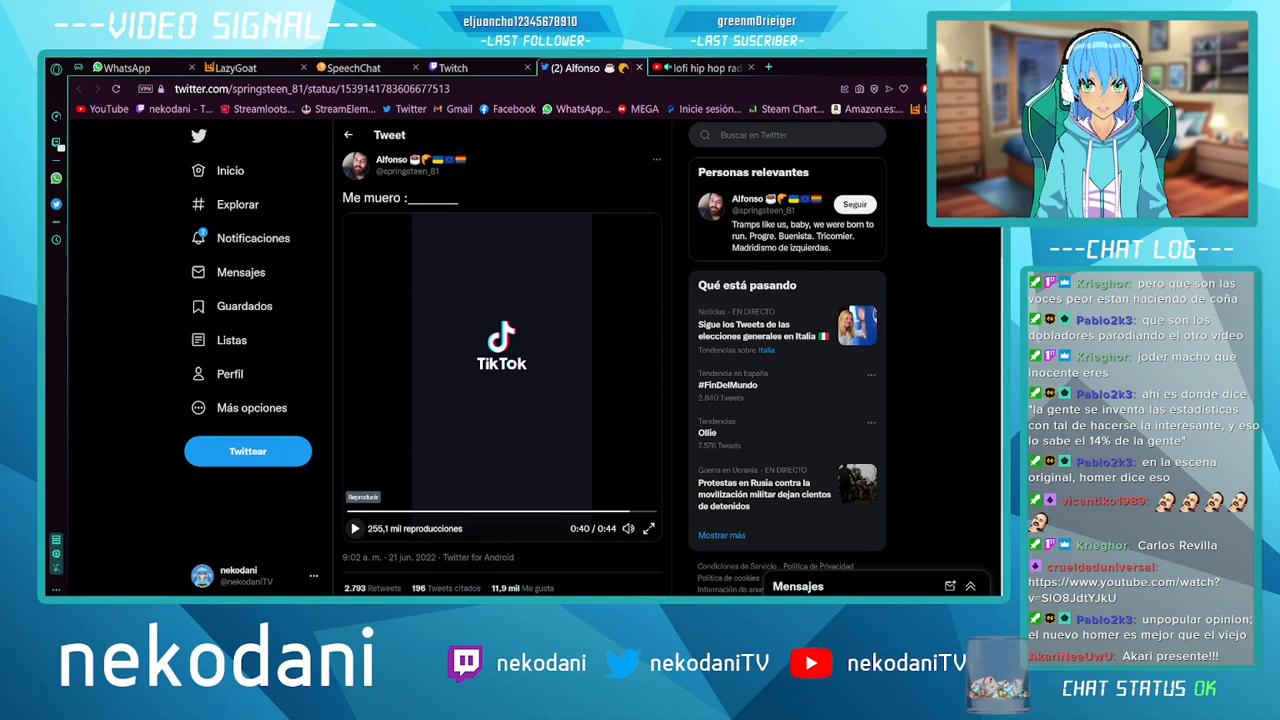 ---VIDEO SIGNAL---
eljuancho12345678910
-LAST FOLLOWER-
greenm0rieiger
-LAST SUSCRIBER-
WhatsApp
LazyGoat
SpeechChat
Twitch
(2) Alfonso
lofi hip hop rad
VPN
twitter.com/springsteen_81/status/1539141783606677513
YouTube
nekodani - T...
Streamloots...
StreamElem...
Twitter
Gmail
Facebook
WhatsApp...
MEGA
Inicie sesión...
Steam Chart...
Amazon.es:...
Inicio
Explorar
2
Notificaciones
Mensajes
Guardados
Listas
Perfil
Más opciones
Twittear
nekodani
@nekodaniTV
Tweet
Alfonso
@springsteen_81
Me muero :_______
TikTok
Reproducir
255,1 mil reproducciones
0:40 / 0:44
9:02 a. m. · 21 jun. 2022 · Twitter for Android
2.793 Retweets 196 Tweets citados 11,9 mil Me gusta
Buscar en Twitter
Personas relevantes
Alfonso
@springsteen_81
Seguir
Tramps like us, baby, we were born to
run. Progre. Buenista. Tricornier.
Madridismo de izquierdas.
Qué está pasando
Noticias · EN DIRECTO
Sigue los Tweets de las
elecciones generales en Italia
Tendencias sobre Italia
Tendencia en España
#FinDelMundo
2.840 Tweets
Tendencias
Ollie
7.576 Tweets
Guerra en Ucrania · EN DIRECTO
Protestas en Rusia contra la
movilización militar dejan cientos
de detenidos
Mostrar más
Condiciones de Servicio
Política de
Política de cookies
Información de
Mensajes
---CHAT LOG---
Krieghor: pero que son las
voces peor estan haciendo de coña
Pablo2k3: que son los
dobladores parodiando el otro video
Krieghor: joder macho que
inocente eres
Pablo2k3: ahí es donde dice
"la gente se inventa las estadísticas
con tal de hacerse la interesante, y eso
lo sabe el 14% de la gente"
Pablo2k3: en la escena
original, homer dice eso
vicentiko1989:
Krieghor: Carlos Revilla
crueldaduniversal:
https://www.youtube.com/watch?
v=SIO8JdtYJkU
Pablo2k3: unpopular opinion;
el nuevo homer es mejor que el viejo
AkariNeeUwU: Akari presente!!!
CHAT STATUS OK
nekodani
nekodani
nekodaniTV
nekodaniTV